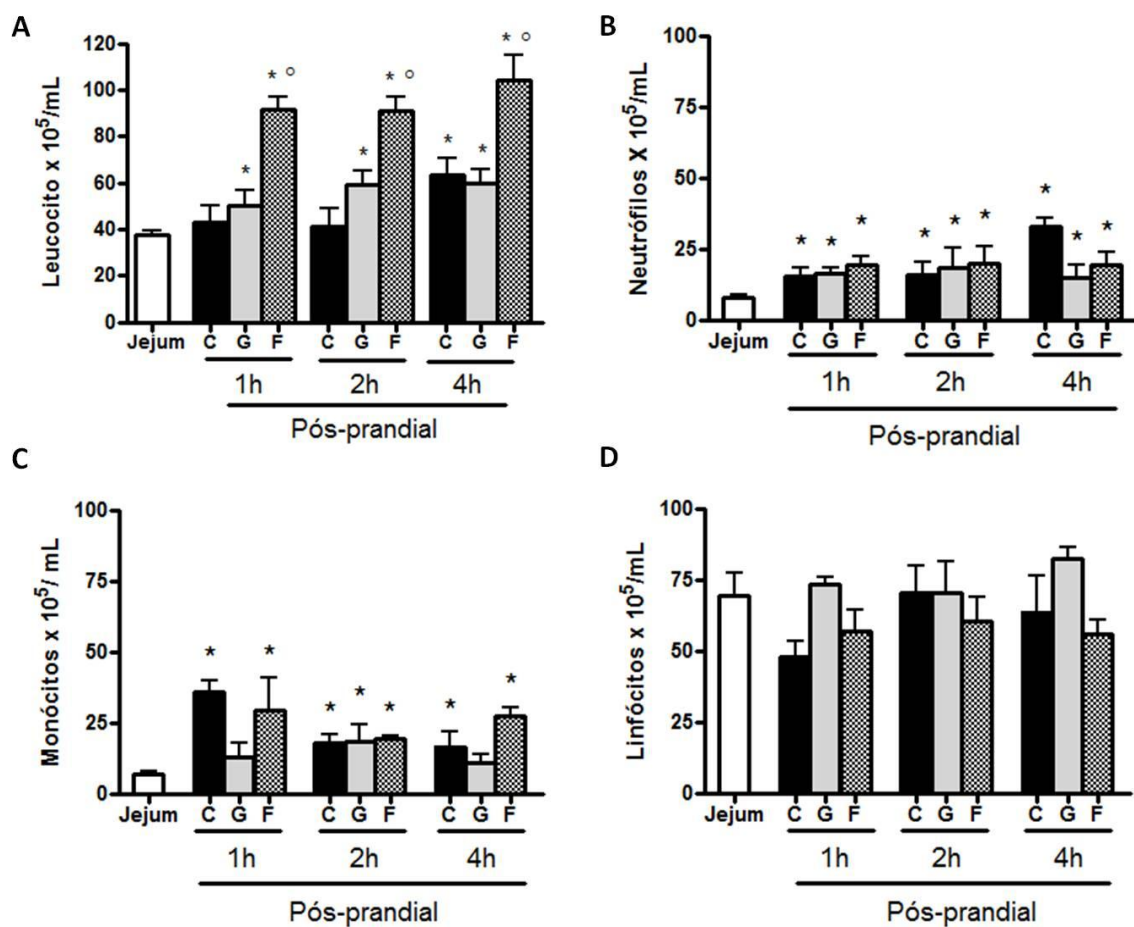 A
Leucocito x 10⁵/mL
120
100
80
60
40
20
0
* ○
* ○
* ○
*
*
*
*
Jejum C G F C G F C G F
1h 2h 4h
Pós-prandial
B
Neutrófilos X 10⁵/mL
100
75
50
25
0
* * * * * * * * *
Jejum C G F C G F C G F
1h 2h 4h
Pós-prandial
C
Monócitos x 10⁵/ mL
100
75
50
25
0
* * * * * * *
Jejum C G F C G F C G F
1h 2h 4h
Pós-prandial
D
Linfócitos x 10⁵/mL
100
75
50
25
0
Jejum C G F C G F C G F
1h 2h 4h
Pós-prandial